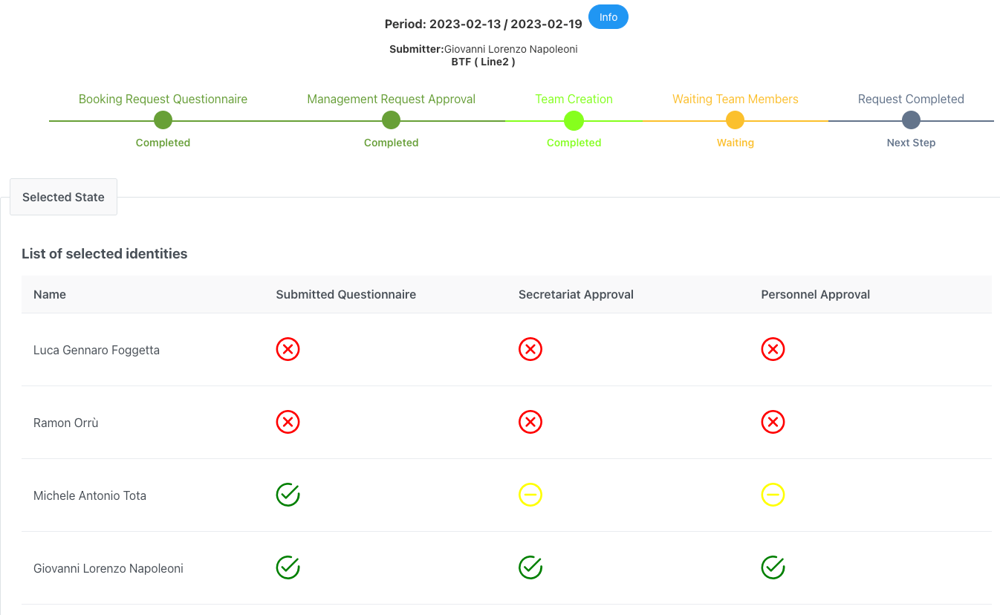 Period: 2023-02-13 / 2023-02-19 Info
Submitter:Giovanni Lorenzo Napoleoni
BTF ( Line2 )
Booking Request Questionnaire Management Request Approval Team Creation Waiting Team Members Request Completed
Completed Completed Completed Waiting Next Step
Selected State
List of selected identities
Name Submitted Questionnaire Secretariat Approval Personnel Approval
Luca Gennaro Foggetta
Ramon Orrù
Michele Antonio Tota
Giovanni Lorenzo Napoleoni